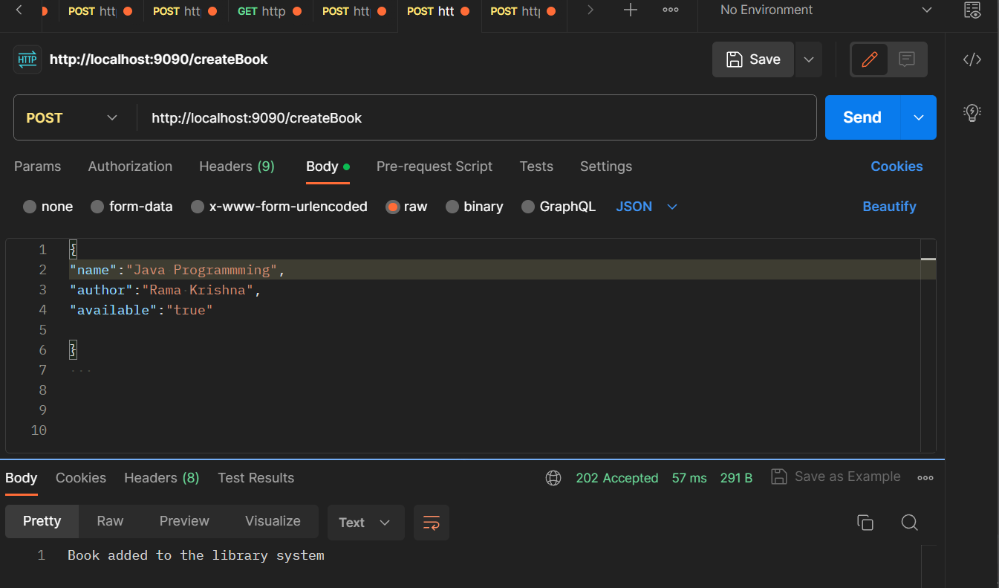 POST htt POST htt GET http POST htt POST htt POST http No Environment
HTTP http://localhost:9090/createBook Save
POST http://localhost:9090/createBook Send
Params Authorization Headers (9) Body Pre-request Script Tests Settings Cookies
none form-data x-www-form-urlencoded raw binary GraphQL JSON Beautify
1 {
2 "name":"Java Programmming",
3 "author":"Rama Krishna",
4 "available":"true"
5
6 }
7
8
9
10
Body Cookies Headers (8) Test Results 202 Accepted 57 ms 291 B Save as Example
Pretty Raw Preview Visualize Text
1 Book added to the library system